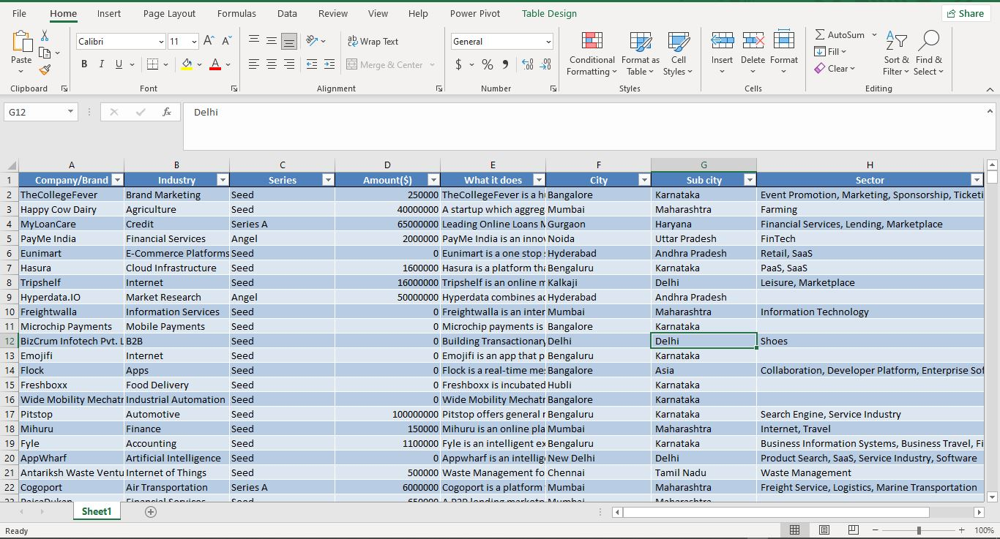 File Home Insert Page Layout Formulas Data Review View Help Power Pivot Table Design Share
Calibri 11 A A ab Wrap Text General AutoSum
Paste B I U A Merge & Center $ % 9 Conditional Formatting Format as Table Cell Styles Insert Delete Format Fill Clear Sort & Filter Find & Select
Clipboard Font Alignment Number Styles Cells Editing
G12 fx Delhi
A B C D E F G H
1 Company/Brand Industry Series Amount($) What it does City Sub city Sector
2 TheCollegeFever Brand Marketing Seed 250000 TheCollegeFever is a h Bangalore Karnataka Event Promotion, Marketing, Sponsorship, Ticketi
3 Happy Cow Dairy Agriculture Seed 40000000 A startup which aggreg Mumbai Maharashtra Farming
4 MyLoanCare Credit Series A 65000000 Leading Online Loans M Gurgaon Haryana Financial Services, Lending, Marketplace
5 PayMe India Financial Services Angel 2000000 PayMe India is an innov Noida Uttar Pradesh FinTech
6 Eunimart E-Commerce Platforms Seed 0 Eunimart is a one stop s Hyderabad Andhra Pradesh Retail, SaaS
7 Hasura Cloud Infrastructure Seed 1600000 Hasura is a platform tha Bengaluru Karnataka PaaS, SaaS
8 Tripshelf Internet Seed 16000000 Tripshelf is an online m Kalkaji Delhi Leisure, Marketplace
9 Hyperdata.IO Market Research Angel 50000000 Hyperdata combines ad Hyderabad Andhra Pradesh
10 Freightwalla Information Services Seed 0 Freightwalla is an inter Mumbai Maharashtra Information Technology
11 Microchip Payments Mobile Payments Seed 0 Microchip payments is Bangalore Karnataka
12 BizCrum Infotech Pvt. L B2B Seed 0 Building Transactionary Delhi Delhi Shoes
13 Emojifi Internet Seed 0 Emojifi is an app that p Bengaluru Karnataka
14 Flock Apps Seed 0 Flock is a real-time mes Bangalore Asia Collaboration, Developer Platform, Enterprise Sof
15 Freshboxx Food Delivery Seed 0 Freshboxx is incubated Hubli Karnataka
16 Wide Mobility Mechatr Industrial Automation Seed 0 Wide Mobility Mechatr Bangalore Karnataka
17 Pitstop Automotive Seed 100000000 Pitstop offers general r Bengaluru Karnataka Search Engine, Service Industry
18 Mihuru Finance Seed 150000 Mihuru is an online pla Mumbai Maharashtra Internet, Travel
19 Fyle Accounting Seed 1100000 Fyle is an intelligent ex Bengaluru Karnataka Business Information Systems, Business Travel, Fi
20 AppWharf Artificial Intelligence Seed 0 Appwharf is an intellig New Delhi Delhi Product Search, SaaS, Service Industry, Software
21 Antariksh Waste Ventu Internet of Things Seed 500000 Waste Management fo Chennai Tamil Nadu Waste Management
22 Cogoport Air Transportation Series A 6000000 Cogoport is a platform Mumbai Maharashtra Freight Service, Logistics, Marine Transportation
23 Financial Services Seed 650000 A P2P lending Mumbai Maharashtra
Sheet1
Ready 100%